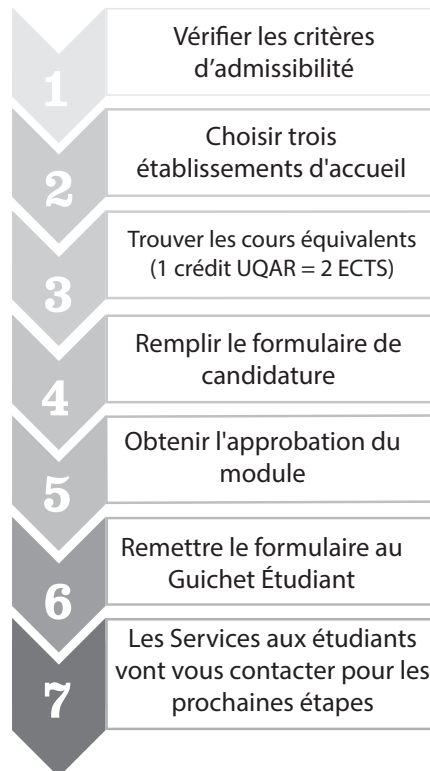 1
Vérifier les critères
d’admissibilité
2
Choisir trois
établissements d'accueil
3
Trouver les cours équivalents
(1 crédit UQAR = 2 ECTS)
4
Remplir le formulaire de
candidature
5
Obtenir l'approbation du
module
6
Remettre le formulaire au
Guichet Étudiant
7
Les Services aux étudiants
vont vous contacter pour les
prochaines étapes